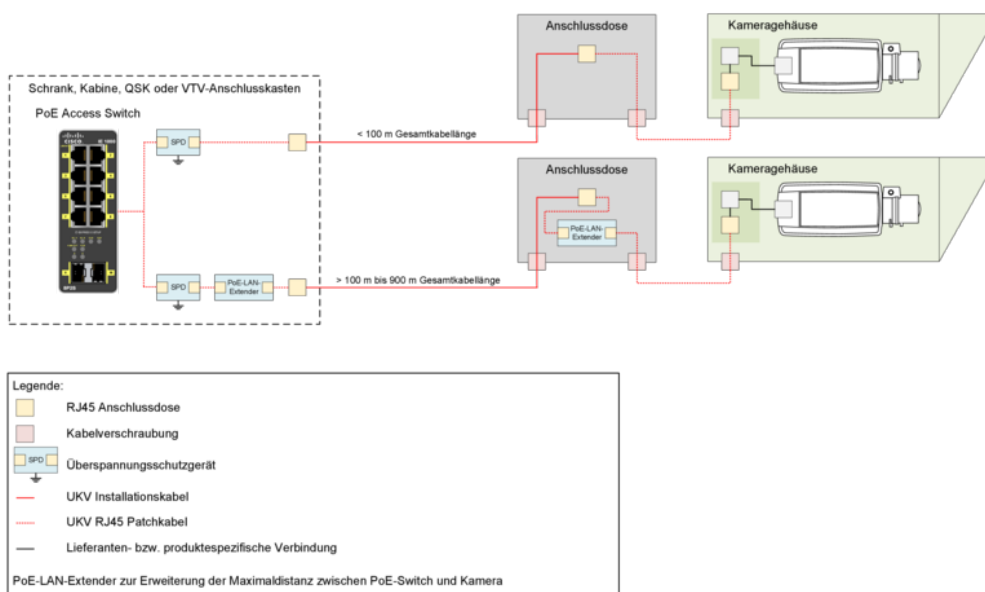 Schrank, Kabine, QSK oder VTV-Anschlusskasten
PoE Access Switch
CISCO
SPD
< 100 m Gesamtkabellänge
Anschlussdose
Kameragehäuse
SPD
PoE-LAN-
Extender
> 100 m bis 900 m Gesamtkabellänge
Anschlussdose
PoE-LAN-
Extender
Kameragehäuse
Legende:
RJ45 Anschlussdose
Kabelverschraubung
SPD
Überspannungsschutzgerät
UKV Installationskabel
UKV RJ45 Patchkabel
Lieferanten- bzw. produktespezifische Verbindung
PoE-LAN-Extender zur Erweiterung der Maximaldistanz zwischen PoE-Switch und Kamera